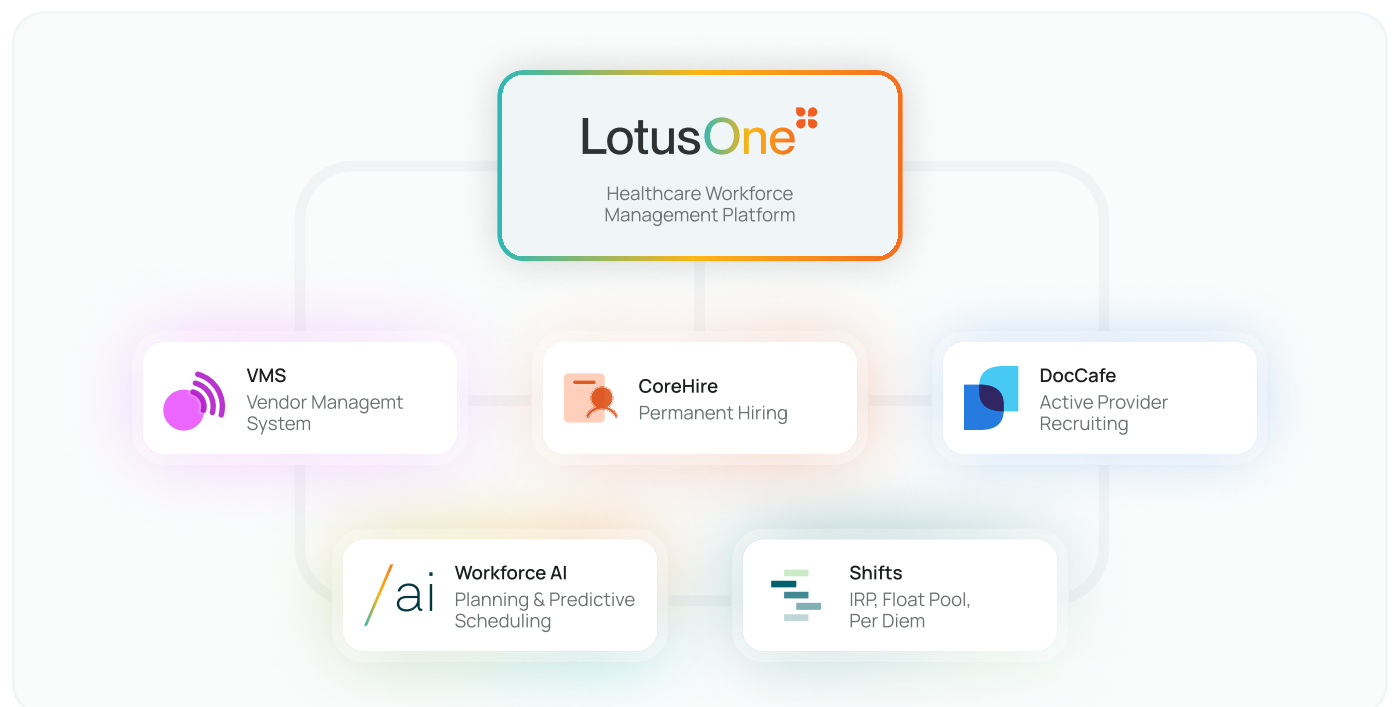 LotusOne
Healthcare Workforce
Management Platform
VMS
Vendor Managemt
System
CoreHire
Permanent Hiring
DocCafe
Active Provider
Recruiting
/ai
Workforce AI
Planning & Predictive
Scheduling
Shifts
IRP, Float Pool,
Per Diem